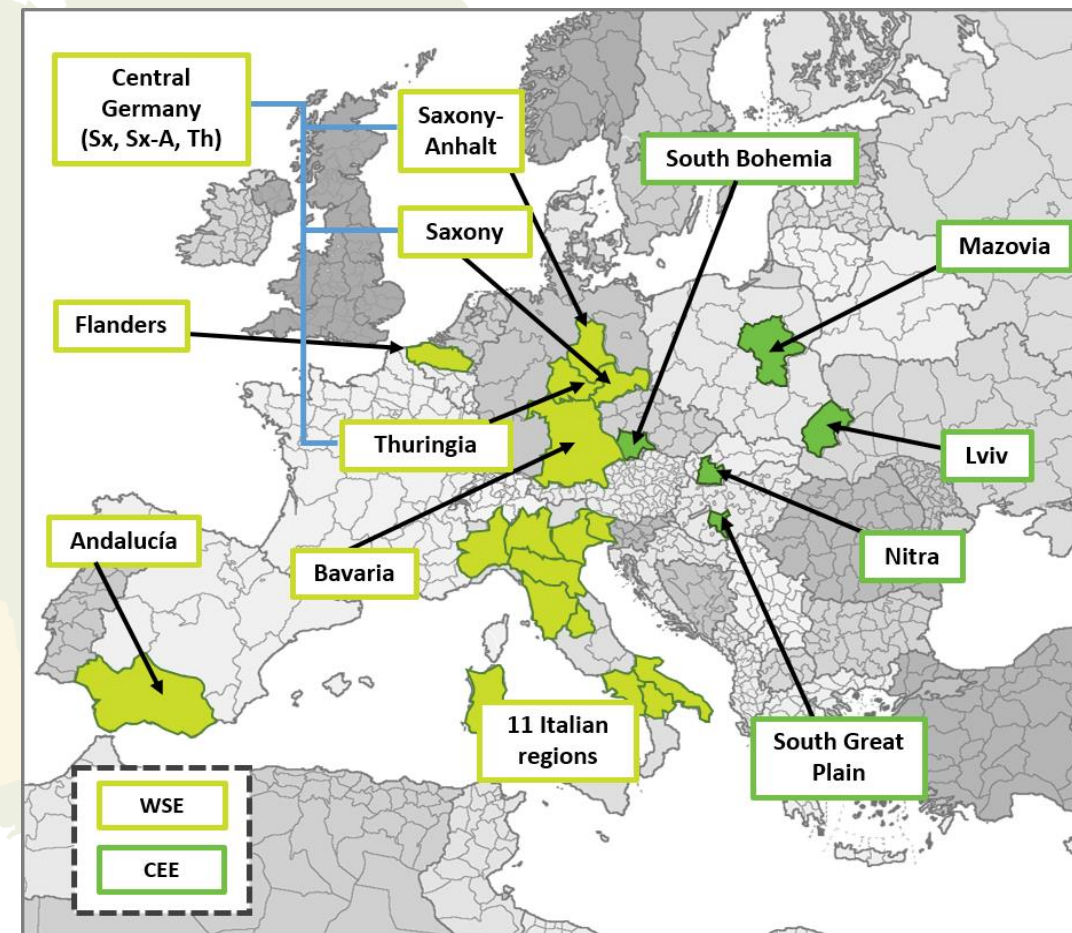 Central
Germany
(Sx, Sx-A, Th)
Saxony-
Anhalt
South Bohemia
Saxony
Mazovia
Flanders
Thuringia
Lviv
Andalucía
Bavaria
Nitra
11 Italian
regions
South Great
Plain
WSE
CEE